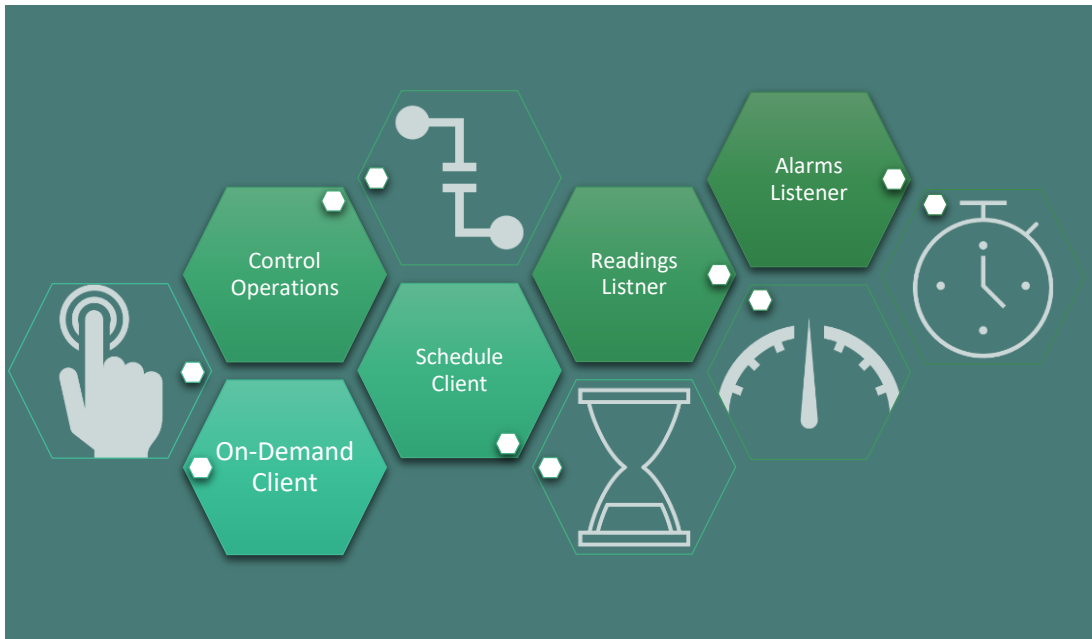 Control
Operations
On-Demand
Client
Schedule
Client
Readings
Listner
Alarms
Listener